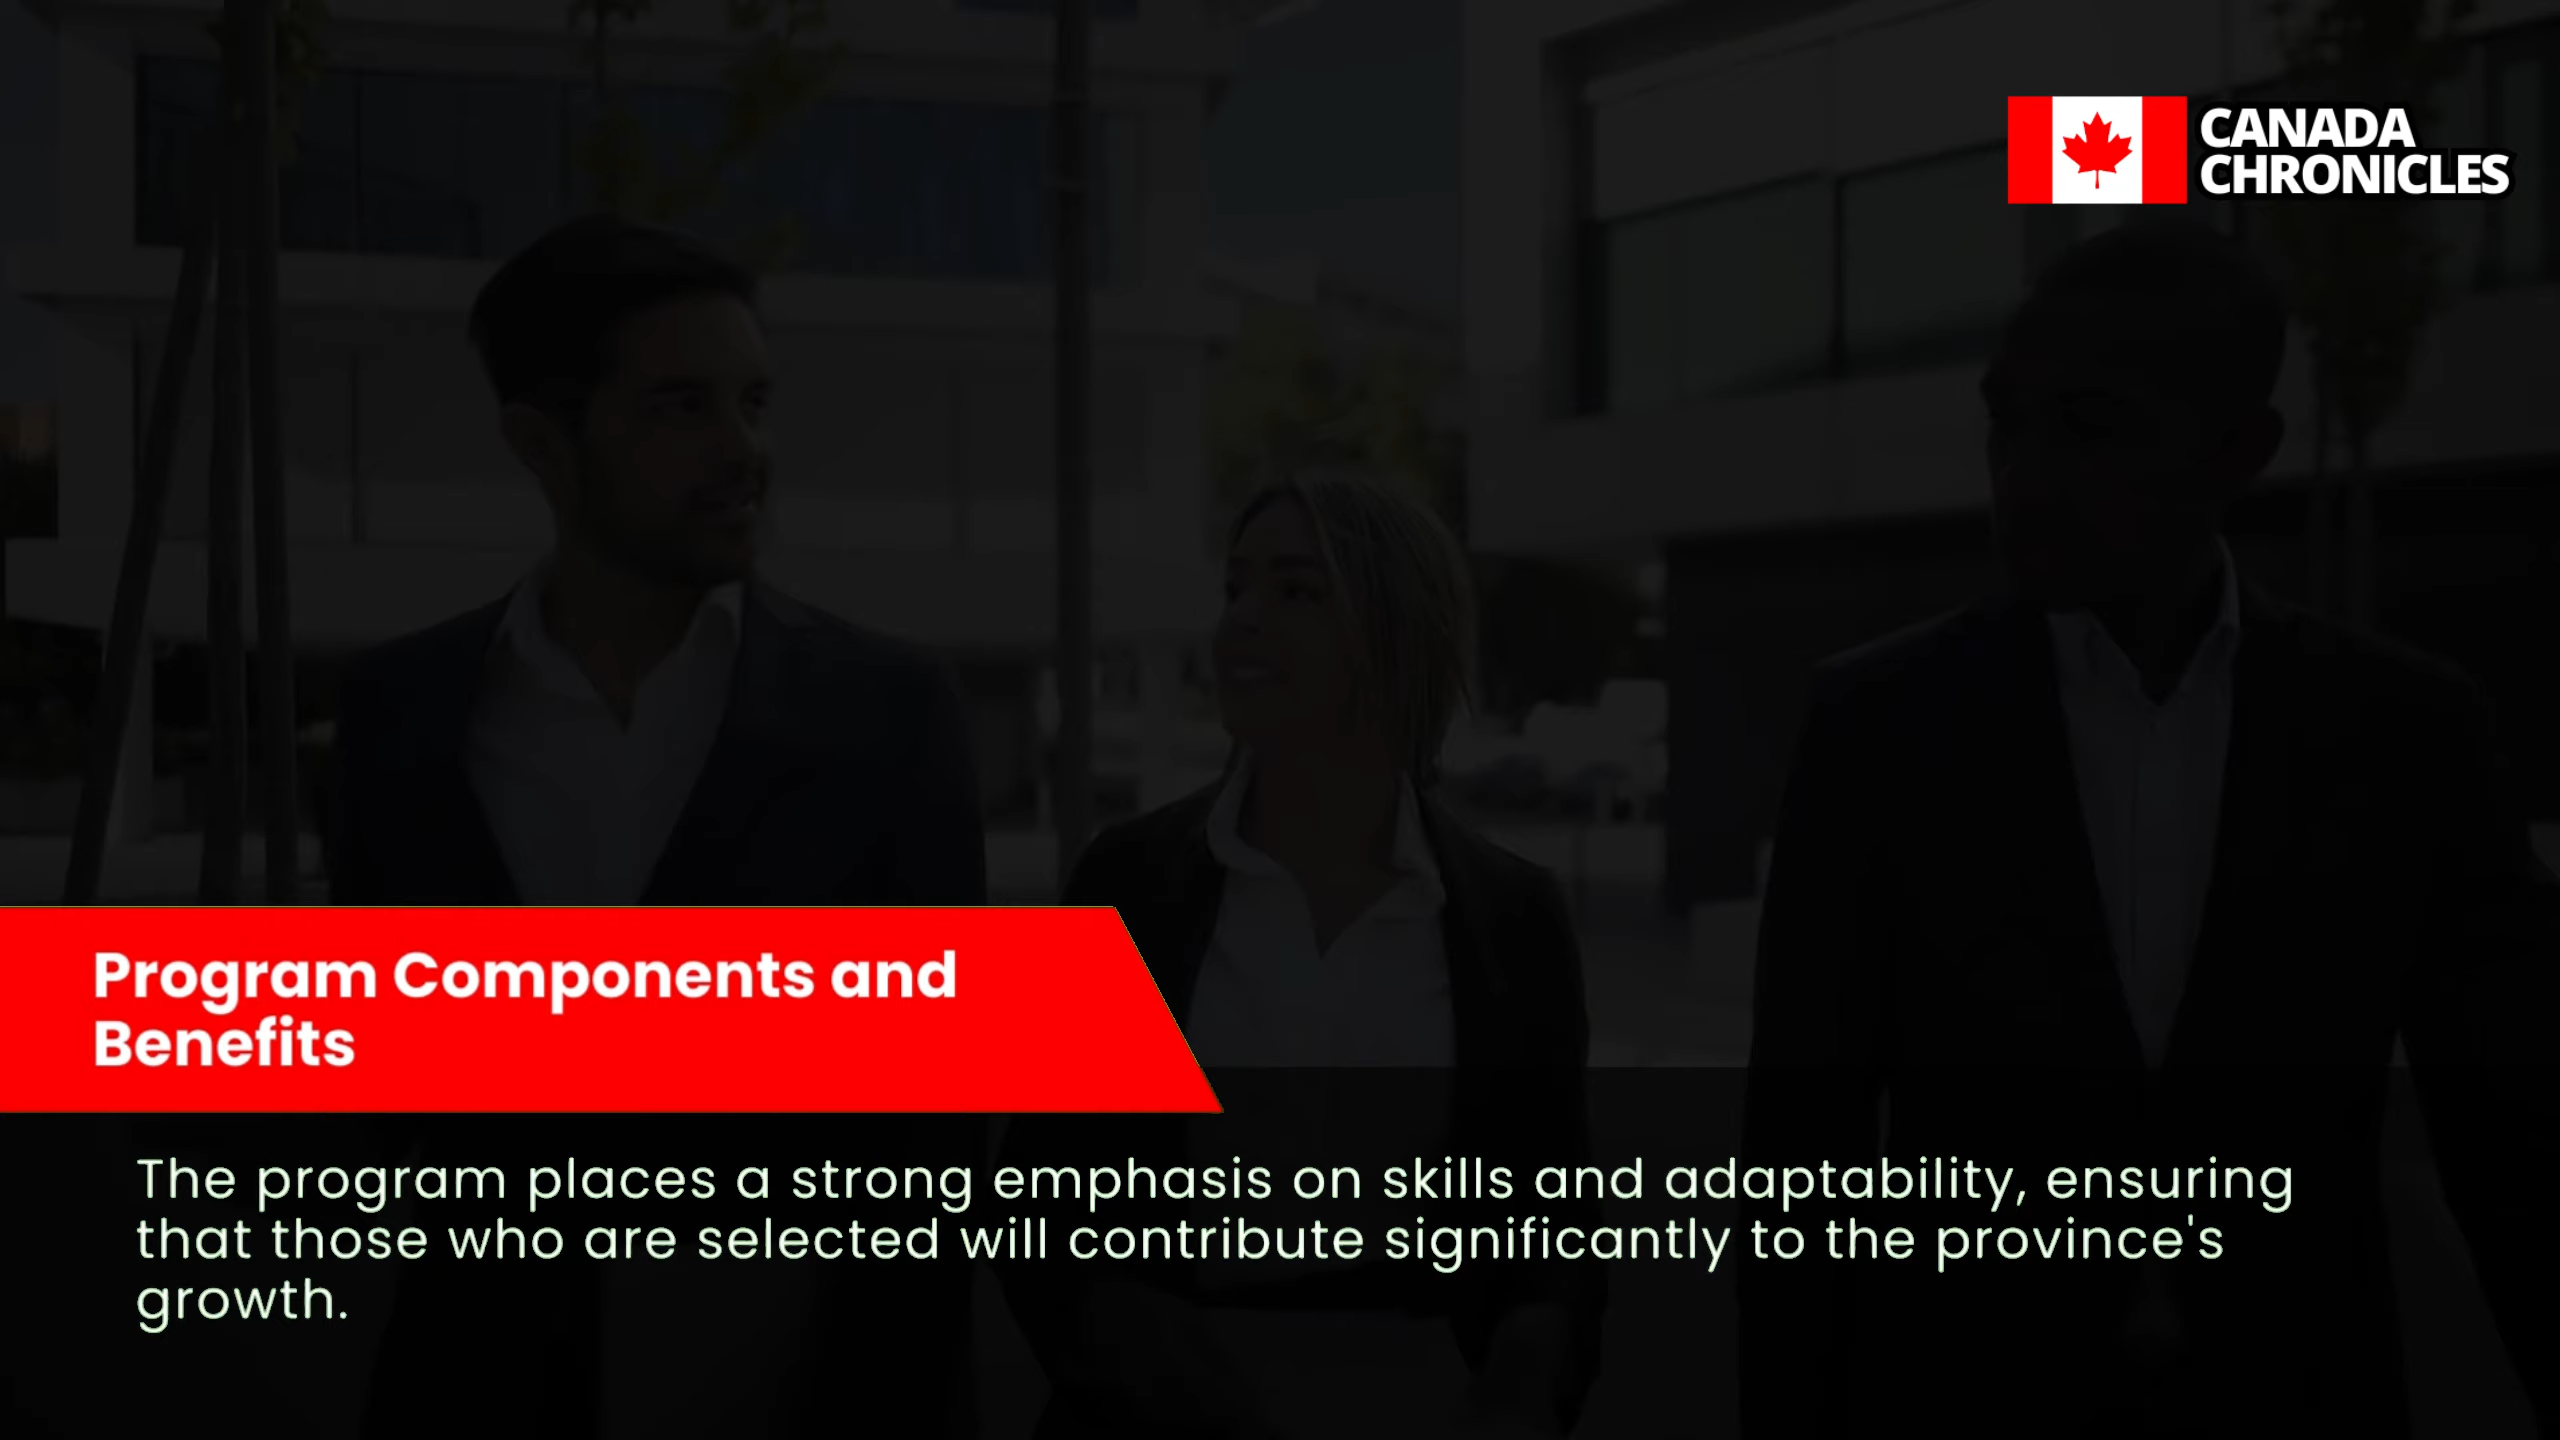 CANADA
CHRONICLES
Program Components and
Benefits
The program places a strong emphasis on skills and adaptability, ensuring
that those who are selected will contribute significantly to the province's
growth.